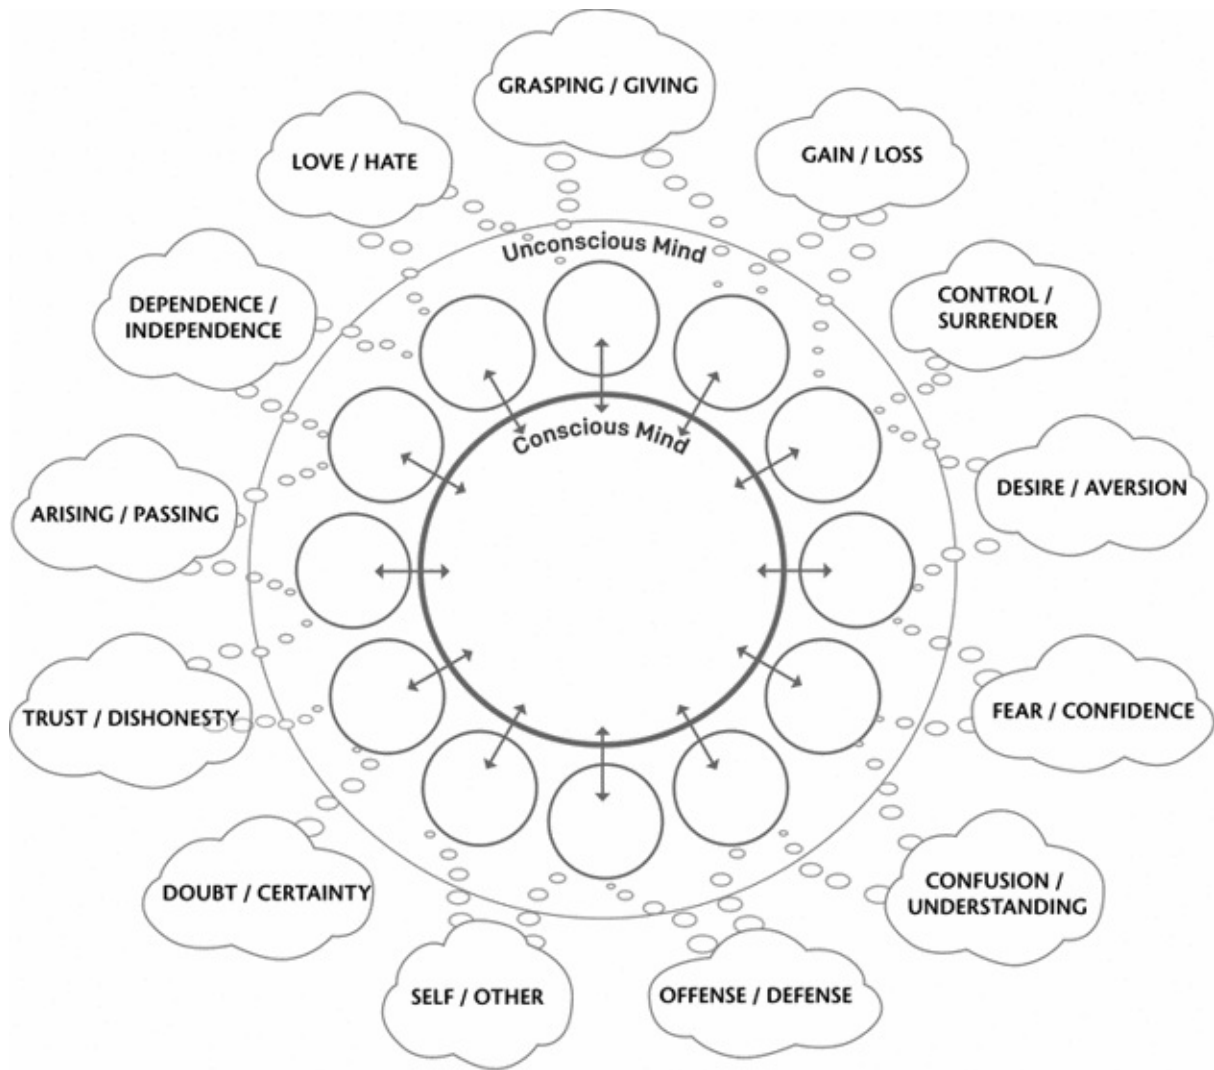 GRASPING / GIVING
LOVE / HATE
GAIN / LOSS
Unconscious Mind
DEPENDENCE /
INDEPENDENCE
CONTROL /
SURRENDER
Conscious Mind
ARISING / PASSING
DESIRE / AVERSION
TRUST / DISHONESTY
FEAR / CONFIDENCE
DOUBT / CERTAINTY
CONFUSION /
UNDERSTANDING
SELF / OTHER
OFFENSE / DEFENSE